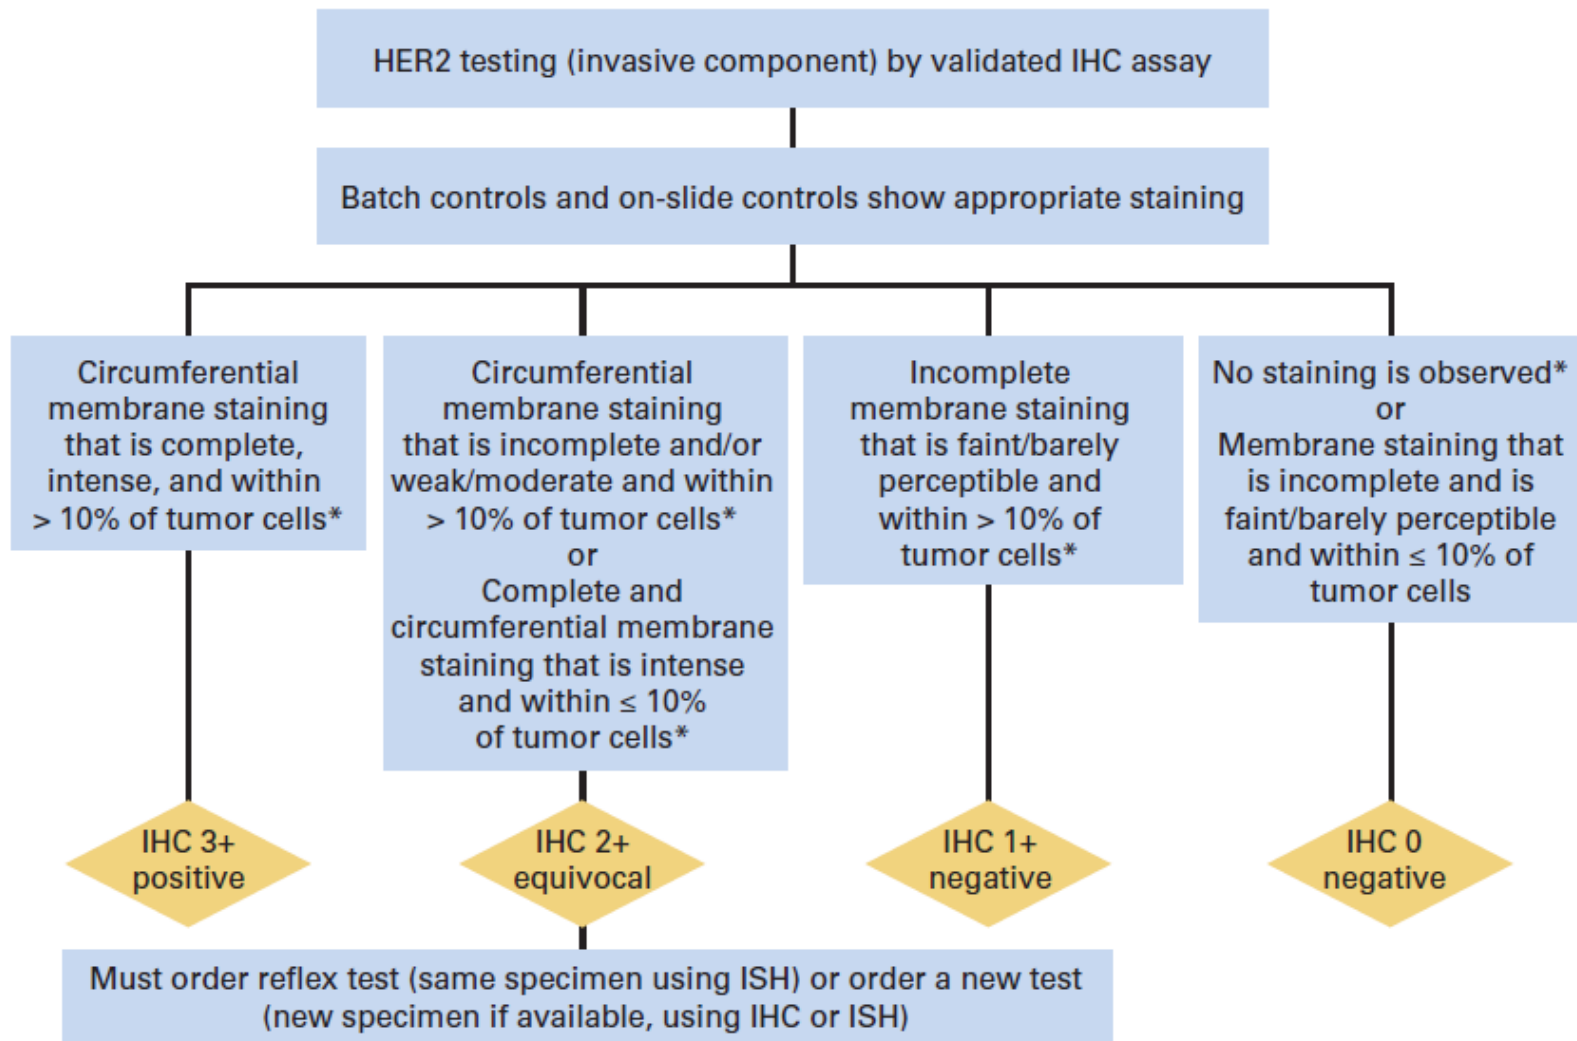 HER2 testing (invasive component) by validated IHC assay
Batch controls and on-slide controls show appropriate staining
Circumferential
membrane staining
that is complete,
intense, and within
> 10% of tumor cells*
Circumferential
membrane staining
that is incomplete and/or
weak/moderate and within
> 10% of tumor cells*
or
Complete and
circumferential membrane
staining that is intense
and within ≤ 10%
of tumor cells*
Incomplete
membrane staining
that is faint/barely
perceptible and
within > 10% of
tumor cells*
No staining is observed*
or
Membrane staining that
is incomplete and is
faint/barely perceptible
and within ≤ 10% of
tumor cells
IHC 3+
positive
IHC 2+
equivocal
IHC 1+
negative
IHC 0
negative
Must order reflex test (same specimen using ISH) or order a new test
(new specimen if available, using IHC or ISH)